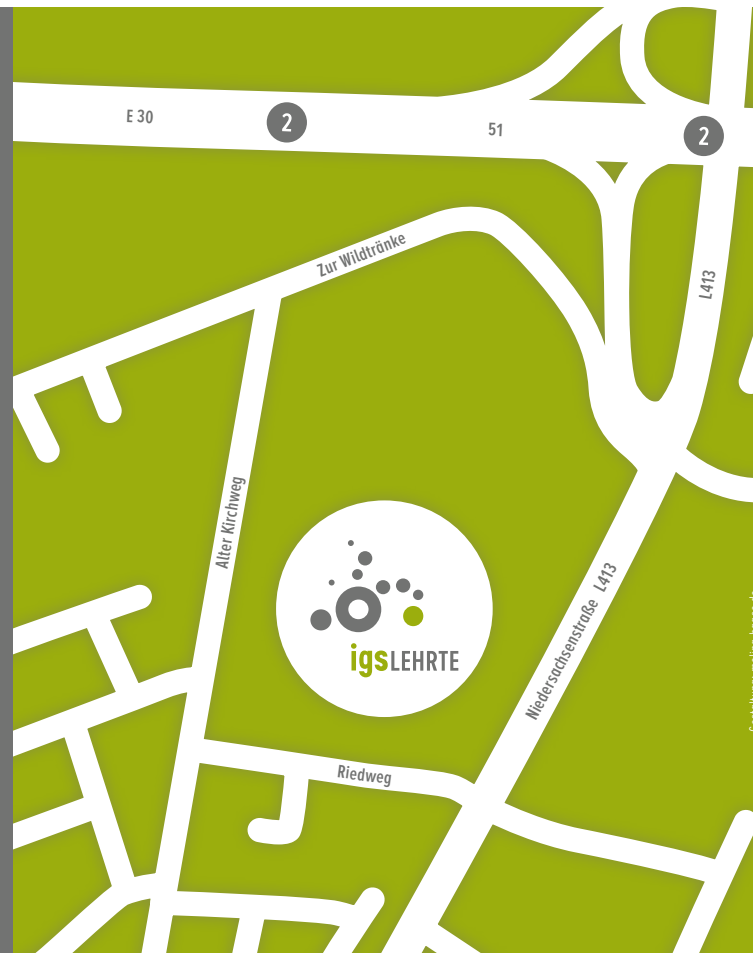 E 30
2
51
2
Zur Wildtränke
L413
Alter Kirchweg
Niedersachsenstraße L413
igsLEHRTE
Riedweg